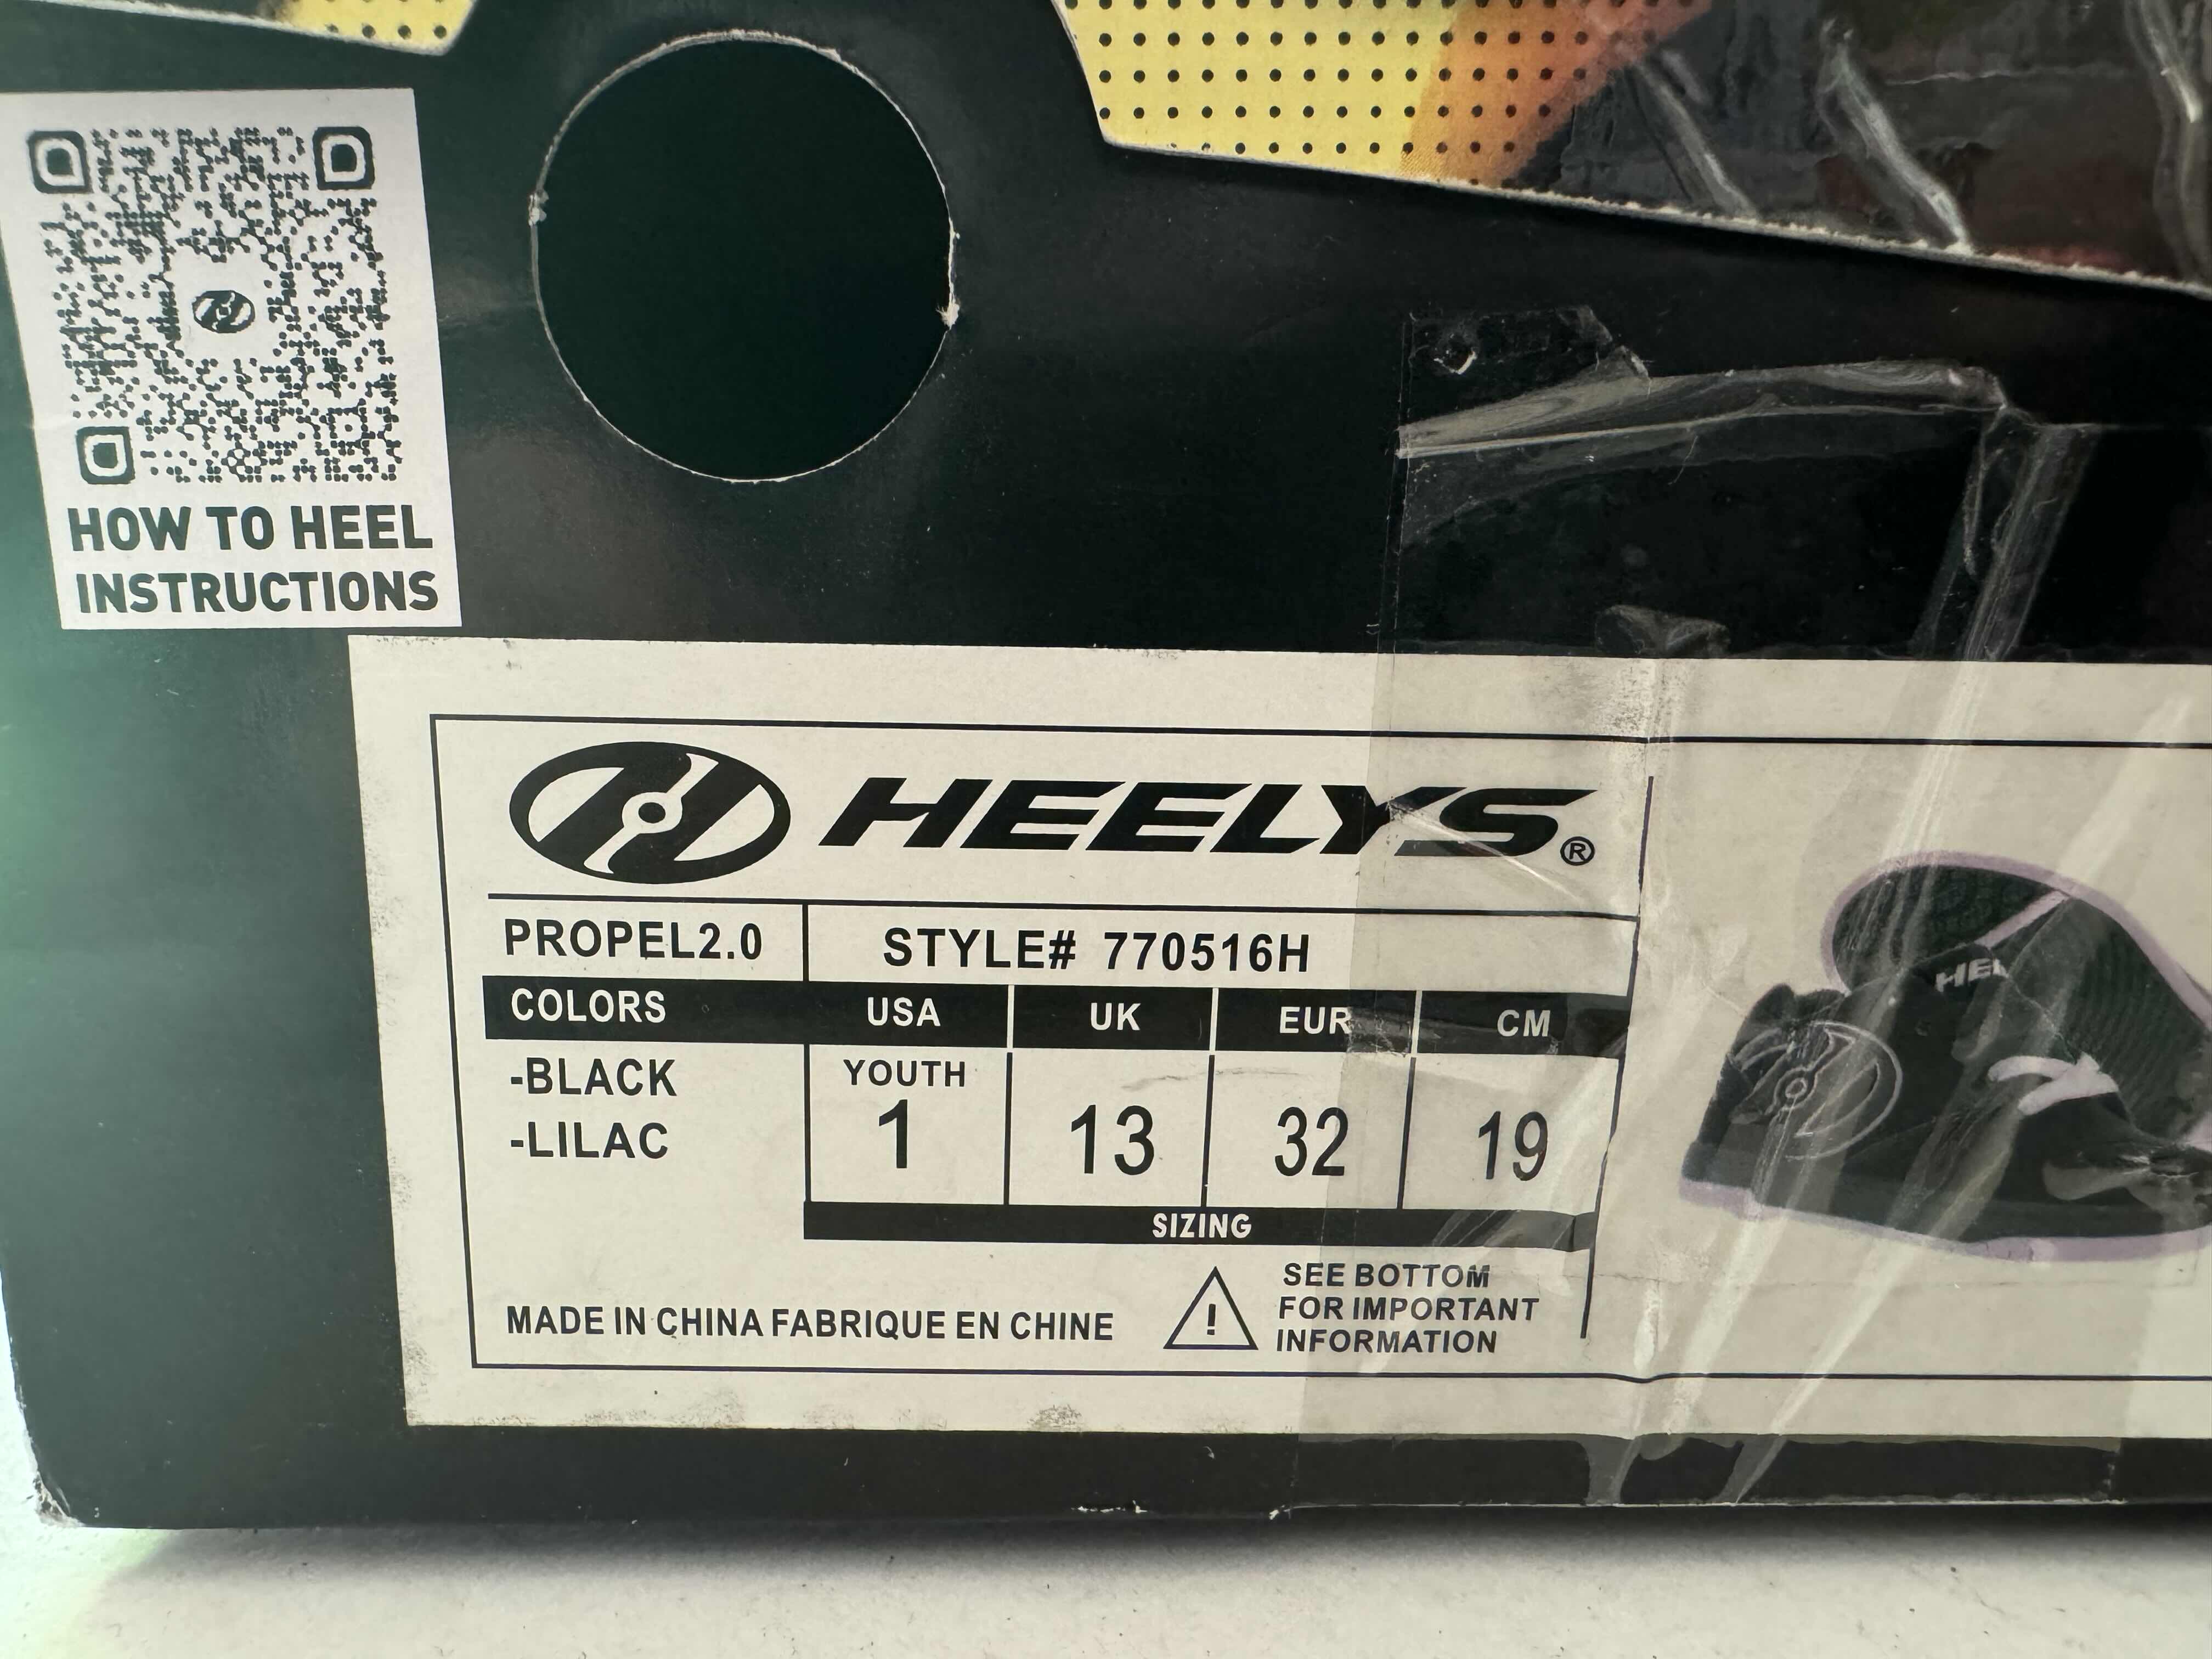 HOW TO HEEL
INSTRUCTIONS
HEELYS®
PROPEL2.0 STYLE# 770516H
COLORS USA UK EUR CM
-BLACK YOUTH
-LILAC 1 13 32 19
SIZING
MADE IN CHINA FABRIQUE EN CHINE
SEE BOTTOM
FOR IMPORTANT
INFORMATION
HEL